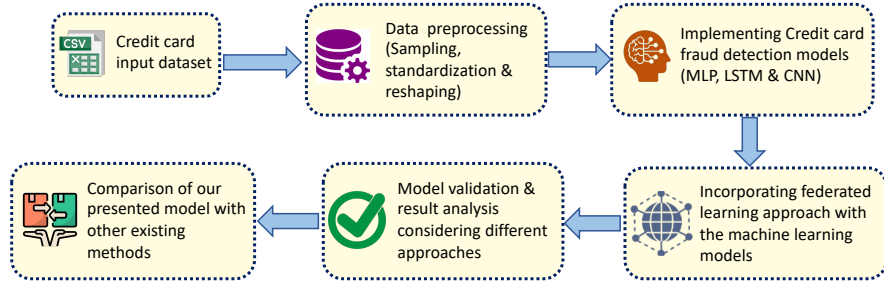 CSV
Credit card
input dataset
Data preprocessing
(Sampling,
standardization &
reshaping)
Implementing Credit card
fraud detection models
(MLP, LSTM & CNN)
Incorporating federated
learning approach with
the machine learning
models
Model validation &
result analysis
considering different
approaches
Comparison of our
presented model with
other existing
methods